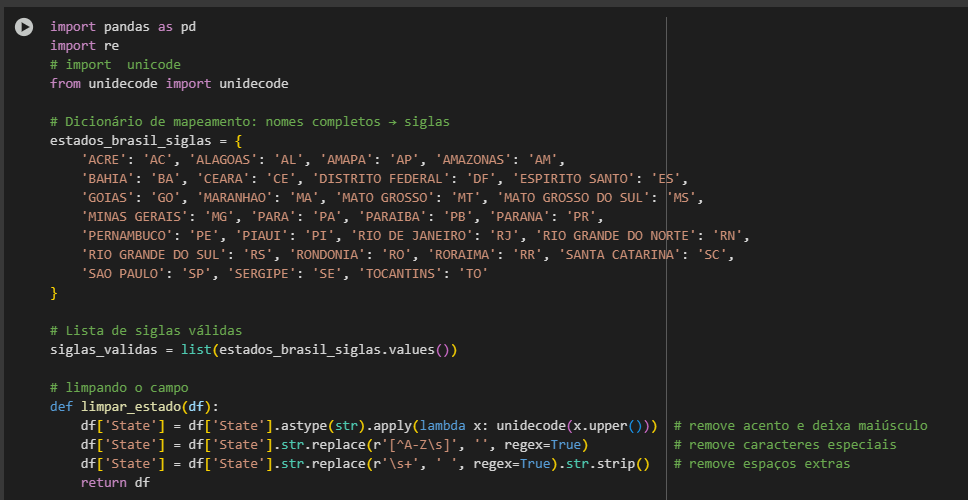 import pandas as pd
import re
# import  unicode
from unidecode import unidecode

# Dicionário de mapeamento: nomes completos → siglas
estados_brasil_siglas = {
    'ACRE': 'AC', 'ALAGOAS': 'AL', 'AMAPA': 'AP', 'AMAZONAS': 'AM',
    'BAHIA': 'BA', 'CEARA': 'CE', 'DISTRITO FEDERAL': 'DF', 'ESPIRITO SANTO': 'ES',
    'GOIAS': 'GO', 'MARANHAO': 'MA', 'MATO GROSSO': 'MT', 'MATO GROSSO DO SUL': 'MS',
    'MINAS GERAIS': 'MG', 'PARA': 'PA', 'PARAIBA': 'PB', 'PARANA': 'PR',
    'PERNAMBUCO': 'PE', 'PIAUI': 'PI', 'RIO DE JANEIRO': 'RJ', 'RIO GRANDE DO NORTE': 'RN',
    'RIO GRANDE DO SUL': 'RS', 'RONDONIA': 'RO', 'RORAIMA': 'RR', 'SANTA CATARINA': 'SC',
    'SAO PAULO': 'SP', 'SERGIPE': 'SE', 'TOCANTINS': 'TO'
}

# Lista de siglas válidas
siglas_validas = list(estados_brasil_siglas.values())

# limpando o campo
def limpar_estado(df):
    df['State'] = df['State'].astype(str).apply(lambda x: unidecode(x.upper()))  # remove acento e deixa maiúsculo
    df['State'] = df['State'].str.replace(r'[^A-Z\s]', '', regex=True)           # remove caracteres especiais
    df['State'] = df['State'].str.replace(r'\s+', ' ', regex=True).str.strip()   # remove espaços extras
    return df